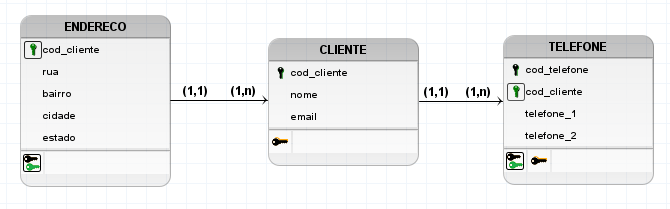 ENDERECO
cod_cliente
rua
bairro
cidade
estado
(1,1)
(1,n)
CLIENTE
cod_cliente
nome
email
(1,1)
(1,n)
TELEFONE
cod_telefone
cod_cliente
telefone_1
telefone_2